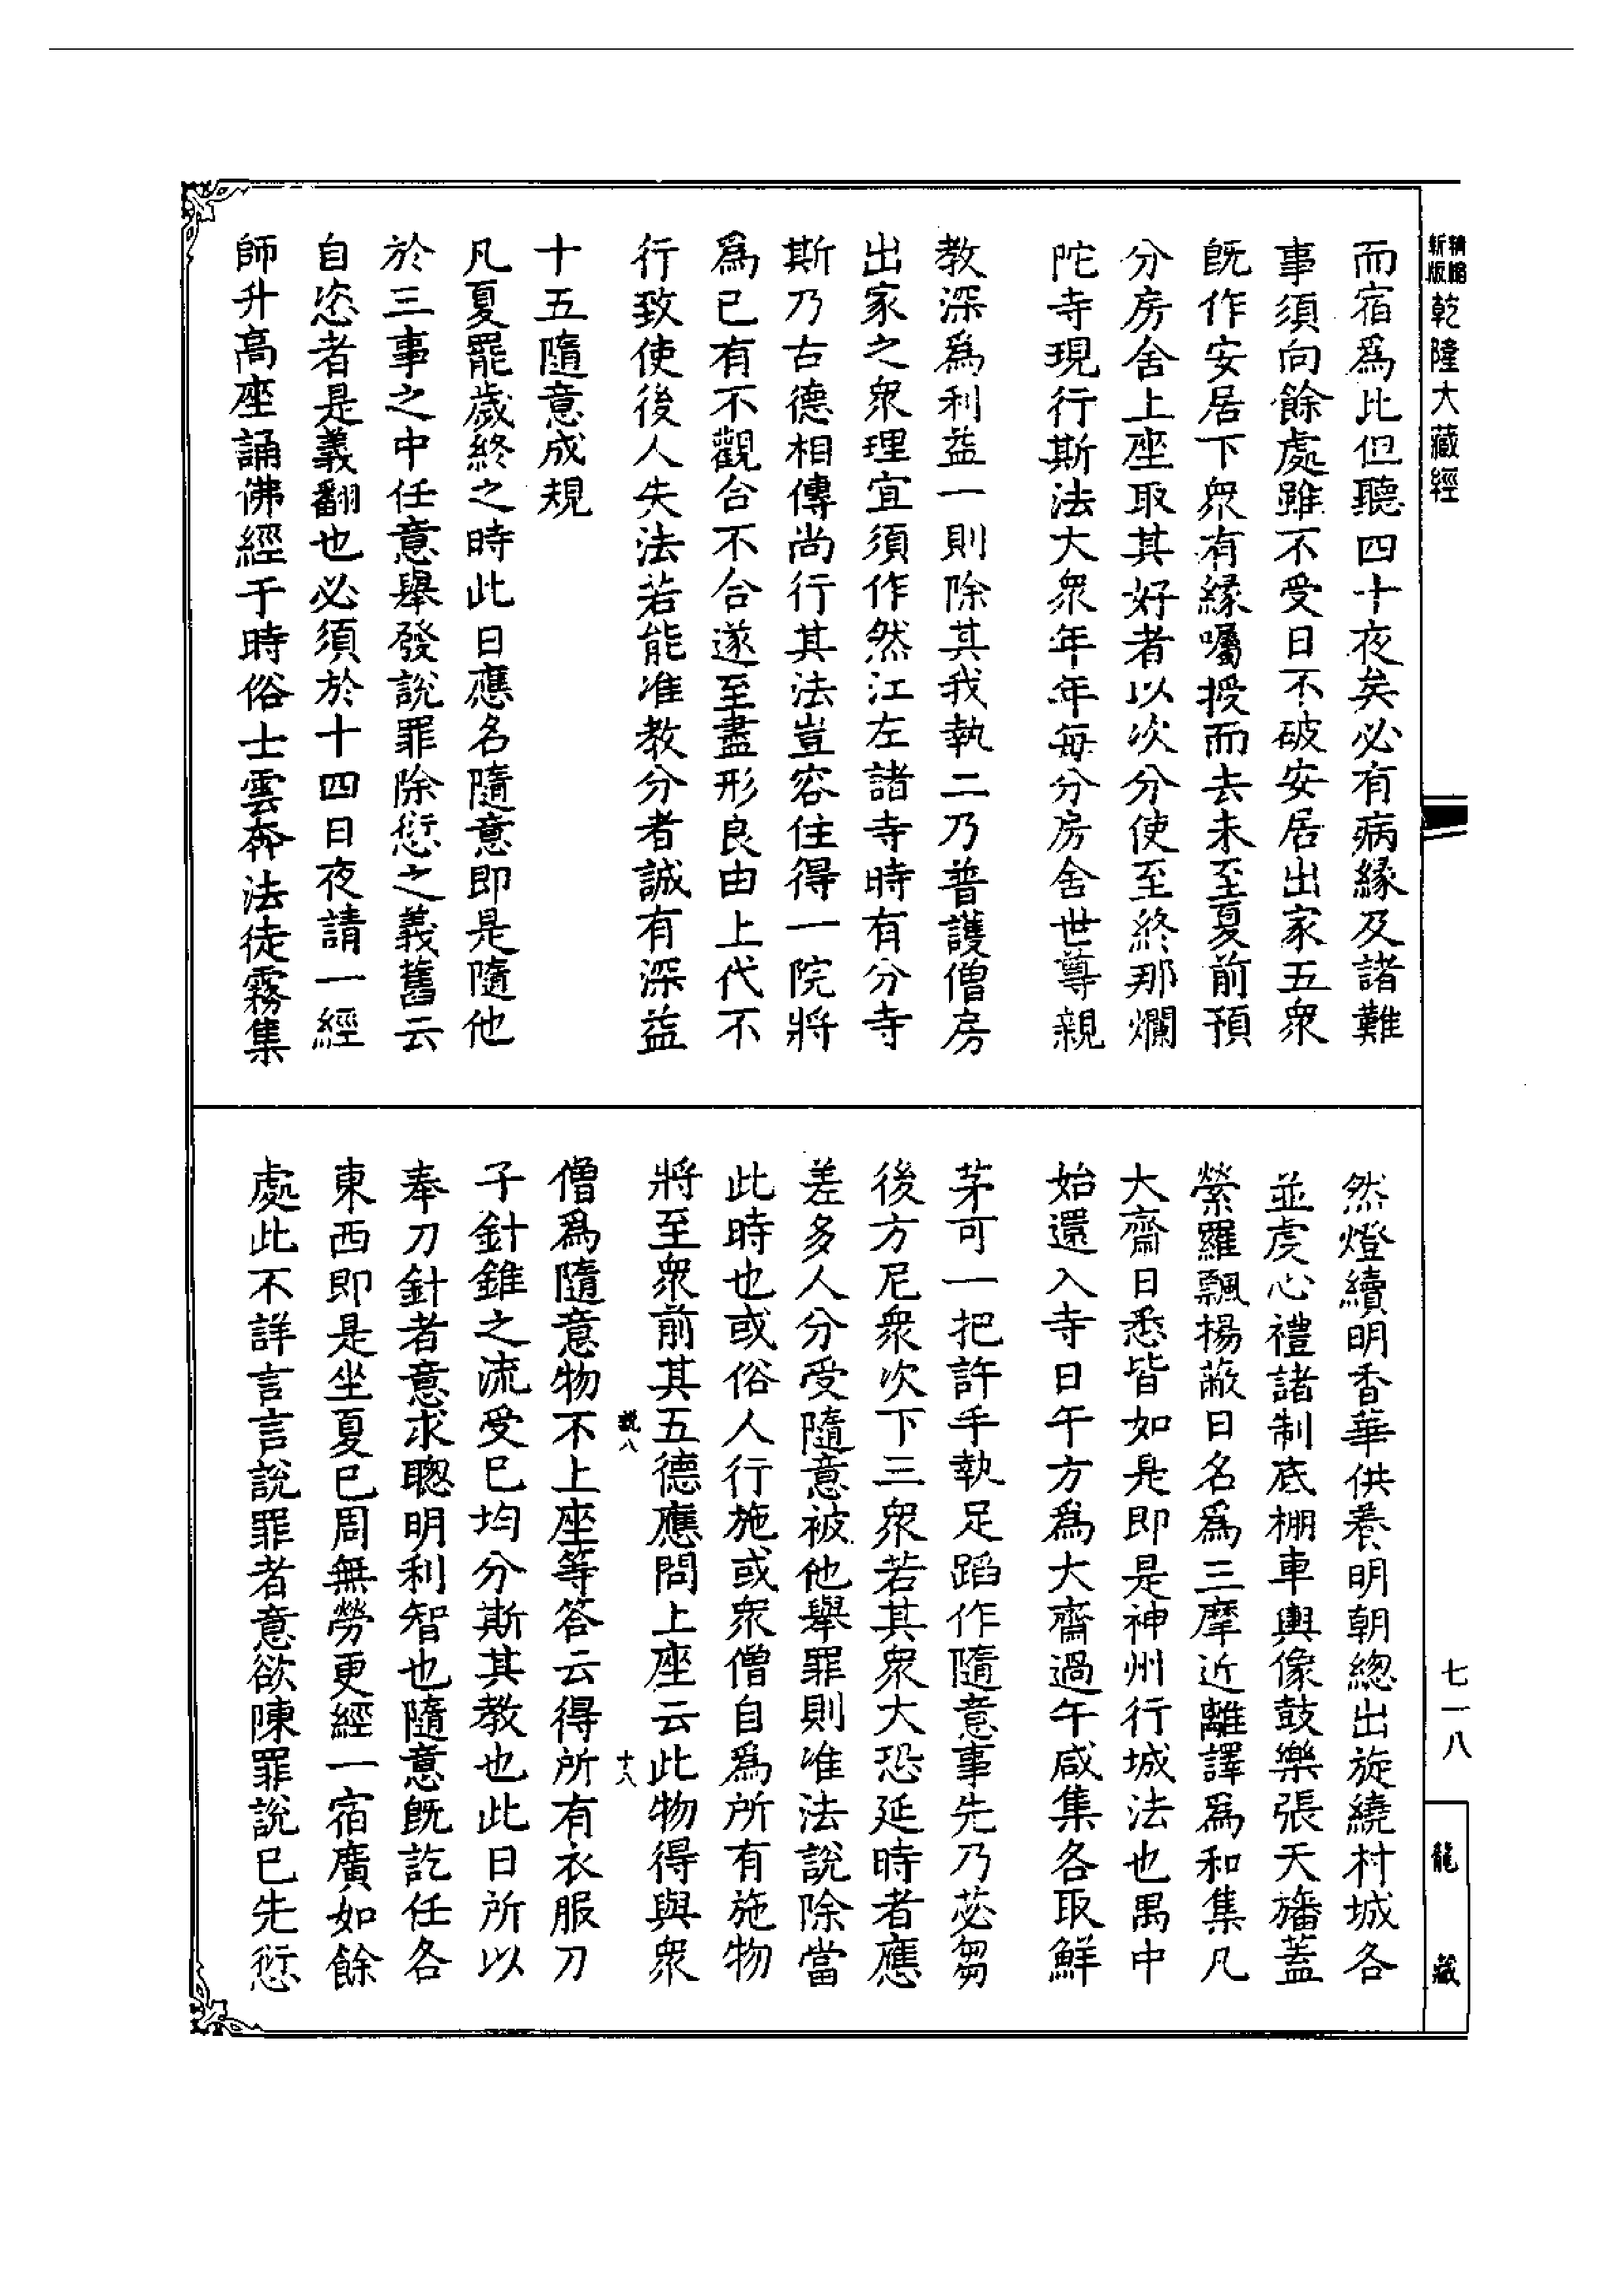 精縮新版乾隆大藏經
而宿爲比但聽四十夜矣必有病緣及諸難
事須向餘處雖不受日不破安居出家五衆
旣作安居下衆有緣囑授而去未至夏前預
分房舍上座取其好者以次分使至終那爛
陀寺現行斯法大衆年年每分房舍世尊親
教深爲利益一則除其我執二乃普護僧房
出家之衆理宜須作然江左諸寺時有分寺
斯乃古德相傳尚行其法豈容住得一院將
爲已有不觀合不合遂至盡形良由上代不
行致使後人失法若能准教分者誠有深益
十五隨意成規
凡夏罷歲終之時此日應名隨意即是隨他
於三事之中任意舉發說罪除愆之義舊云
自恣者是義翻也必須於十四日夜請一經
師升高座誦佛經于時俗士雲奔法徒霧集
然燈續明香華供養明朝總出旋繞村城各
並虔心禮諸制底棚車輿像鼓樂張天旛蓋
縈羅飄揚蔽日名爲三摩近離譯爲和集凡
大齋日悉皆如是即是神州行城法也禺中
始還入寺日午方爲大齋過午咸集各取鮮
茅可一把許手執足蹈作隨意事先乃苾芻
後方尼衆次下三衆若其衆大恐延時者應
差多人分受隨意被他舉罪則准法說除當
此時也或俗人行施或衆僧自爲所有施物
將至衆前其五德應問上座云此物得與衆
僧爲隨意物不上座等答云得所有衣服刀
子針錐之流受已均分斯其教也此日所以
奉刀針者意求聰明利智也隨意旣訖任各
東西即是坐夏已周無勞更經一宿廣如餘
處此不詳言言說罪者意欲陳罪說已先愆
八
十八
七一八
龍藏